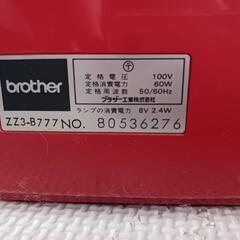 brother
〒
定格電圧 100V
定格消費電力 60W
定格周波数 50/60Hz
ブラザー工業株式会社
ランプの消費電力 8V 2.4W
ZZ3-B777 NO. 80536276